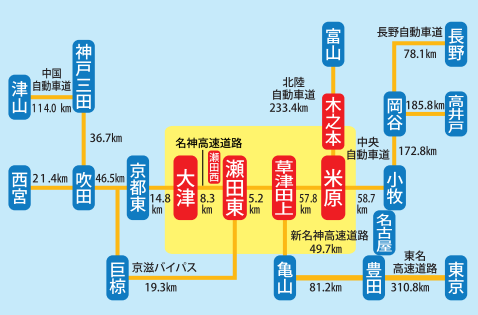 長野自動車道
78.1km
長野
富山
神戸三田
中国
自動車道
114.0 km
津山
北陸
自動車道
233.4km
木之本
岡谷
185.8km
高井戸
36.7km
名神高速道路
中央
自動車道
172.8km
西宮
21.4km
吹田
46.5km
京都東
14.8
km
大津
8.3
km
瀬田西
瀬田東
5.2
km
草津田上
57.8
km
米原
58.7
km
小牧
名古屋
新名神高速道路
49.7km
巨椋
京滋バイパス
19.3km
亀山
81.2km
豊田
東名
高速道路
310.8km
東京